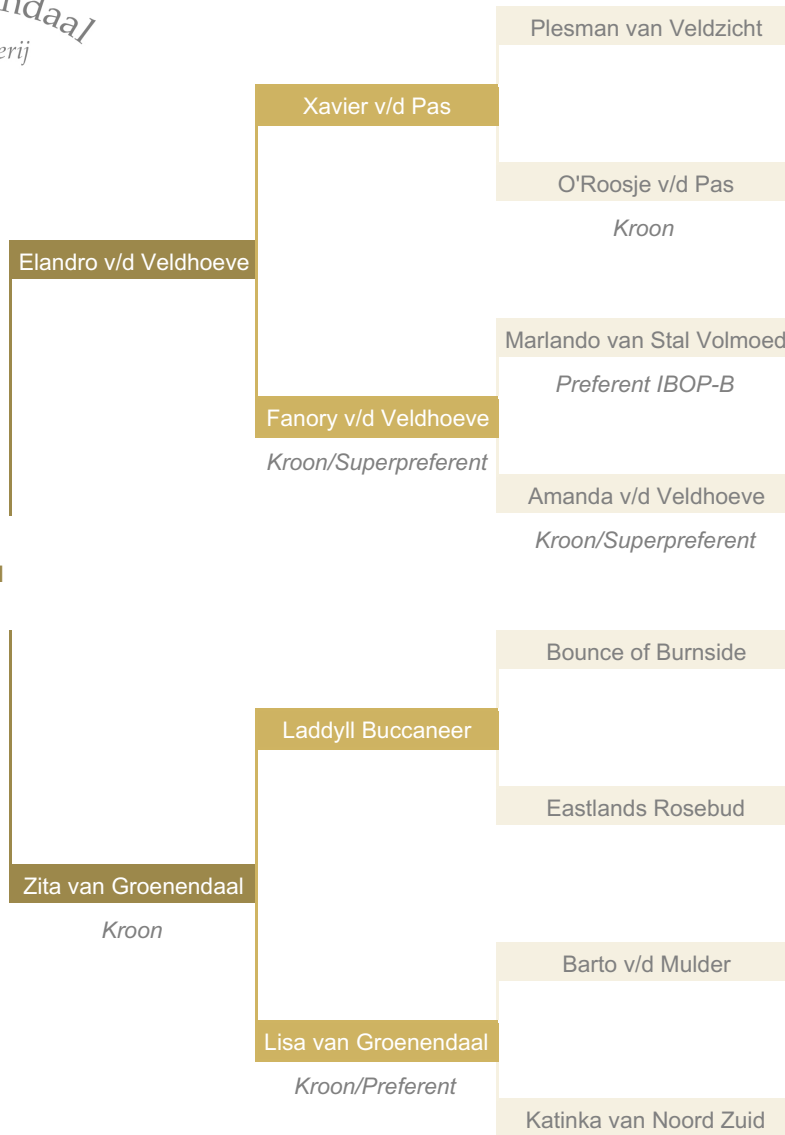 Plesman van Veldzicht
Xavier v/d Pas
O'Roosje v/d Pas
Kroon
Elandro v/d Veldhoeve
Marlando van Stal Volmoed
Preferent IBOP-B
Fanory v/d Veldhoeve
Kroon/Superpreferent
Amanda v/d Veldhoeve
Kroon/Superpreferent
Bounce of Burnside
Laddyll Buccaneer
Eastlands Rosebud
Zita van Groenendaal
Kroon
Barto v/d Mulder
Lisa van Groenendaal
Kroon/Preferent
Katinka van Noord Zuid